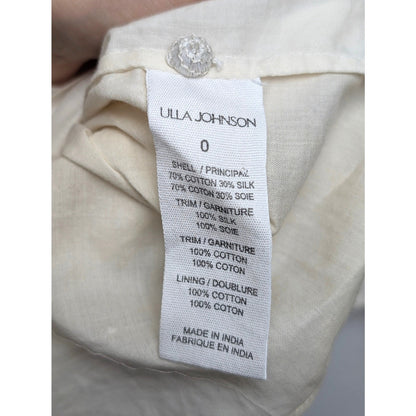 ULLA JOHNSON
0
SHELL / PRINCIPAL
70% COTTON 30% SILK
70% COTON 30% SOIE
TRIM / GARNITURE
100% SILK
100% SOIE
TRIM / GARNITURE
100% COTTON
100% COTON
LINING / DOUBLURE
100% COTTON
100% COTON
MADE IN INDIA
FABRIQUE EN INDIA